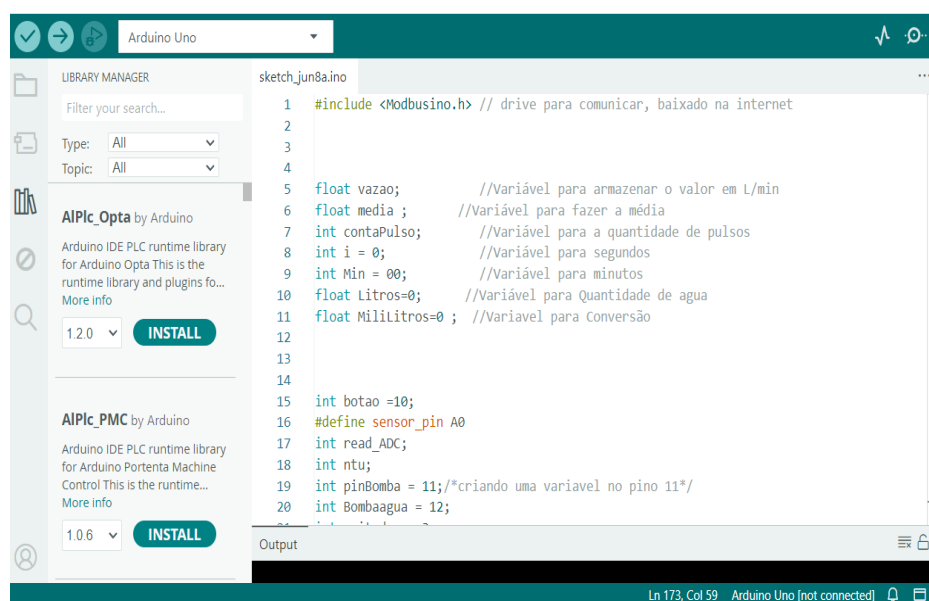 Arduino Uno
LIBRARY MANAGER
Filter your search...
Type: All
Topic: All
AlPlc_Opta by Arduino
Arduino IDE PLC runtime library
for Arduino Opta This is the
runtime library and plugins fo...
More info
1.2.0 INSTALL
AlPlc_PMC by Arduino
Arduino IDE PLC runtime library
for Arduino Portenta Machine
Control This is the runtime...
More info
1.0.6 INSTALL
sketch_jun8a.ino
1 #include <Modbusino.h> // drive para comunicar, baixado na internet
2
3
4
5 float vazao; //Variável para armazenar o valor em L/min
6 float media ; //Variável para fazer a média
7 int contaPulso; //Variável para a quantidade de pulsos
8 int i = 0; //Variável para segundos
9 int Min = 00; //Variável para minutos
10 float Litros=0; //Variável para Quantidade de agua
11 float MiliLitros=0 ; //Variavel para Conversão
12
13
14
15 int botao =10;
16 #define sensor_pin A0
17 int read_ADC;
18 int ntu;
19 int pinBomba = 11;/*criando uma variavel no pino 11*/
20 int Bombaagua = 12;
Output
Ln 173, Col 59 Arduino Uno [not connected]